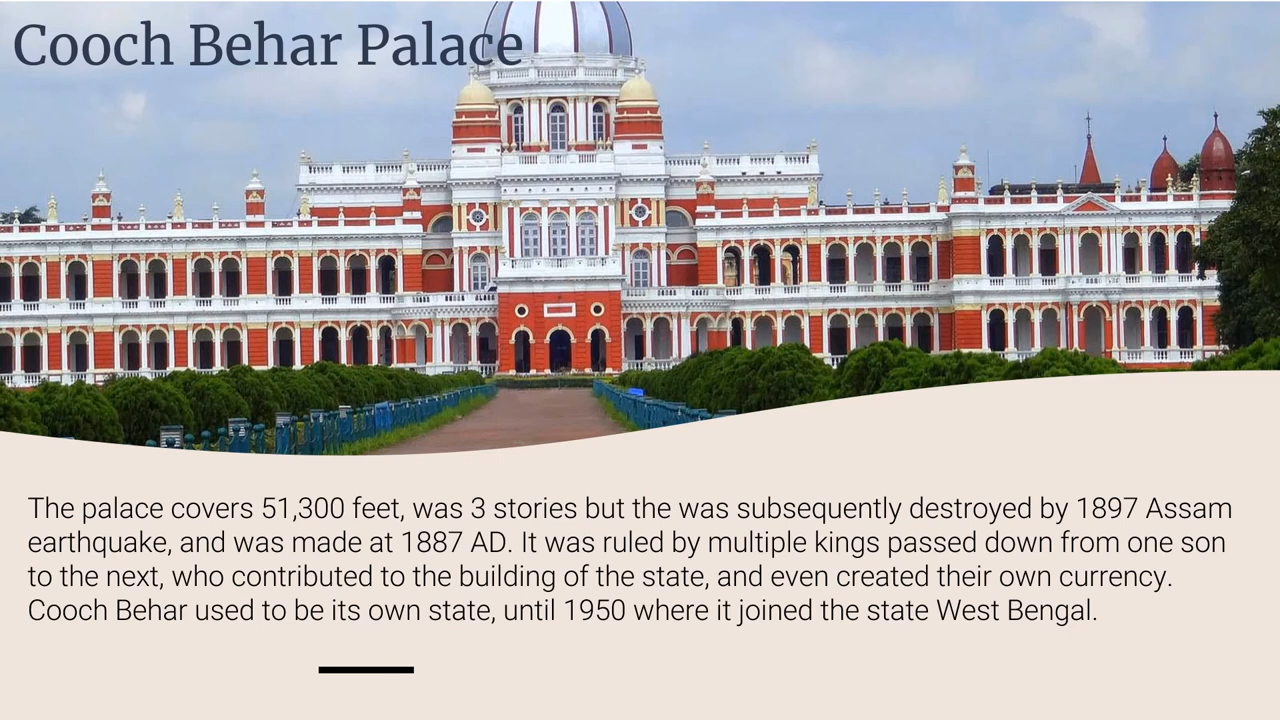 Cooch Behar Palace
The palace covers 51,300 feet, was 3 stories but the was subsequently destroyed by 1897 Assam
earthquake, and was made at 1887 AD. It was ruled by multiple kings passed down from one son
to the next, who contributed to the building of the state, and even created their own currency.
Cooch Behar used to be its own state, until 1950 where it joined the state West Bengal.